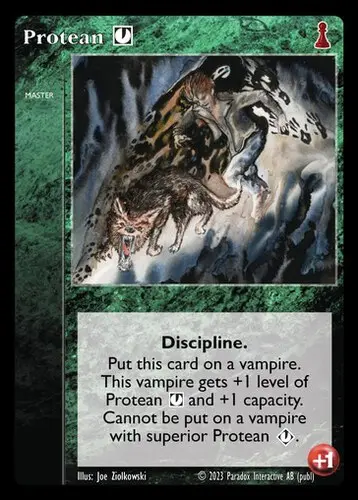 Protean
MASTER
Discipline.
Put this card on a vampire.
This vampire gets +1 level of
Protean and +1 capacity.
Cannot be put on a vampire
with superior Protean .
+1
Illus: Joe Ziolkowski © 2023 Paradox Interactive AB (publ)